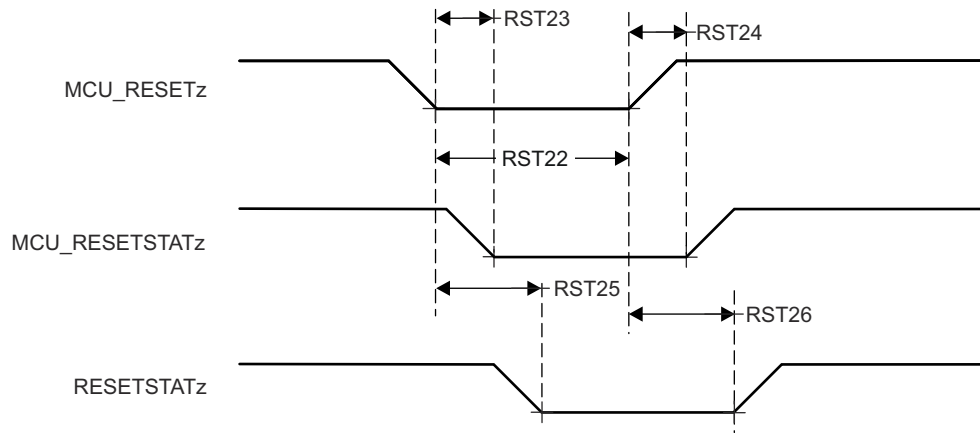 RST23
RST24
MCU_RESETz
RST22
MCU_RESETSTATz
RST25
RST26
RESETSTATz